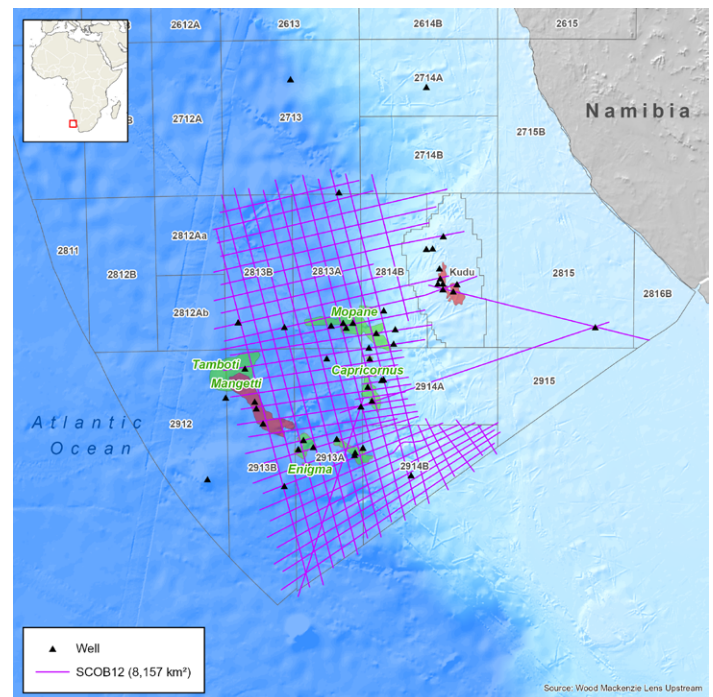 2612A
2613
2614B
2615
2714A
Namibia
2712A
2713
2715B
2714B
2811
2812Aa
2812B
2813B
2813A
2814B
Kudu
2815
2816B
2812Ab
Mopane
Tamboti
Mangetti
Capricornus
2914A
2915
Atlantic
Ocean
2912
2913B
2913A
Enigma
2914B
Well
SCOB12 (8,157 km²)
Source: Wood Mackenzie Lens Upstream